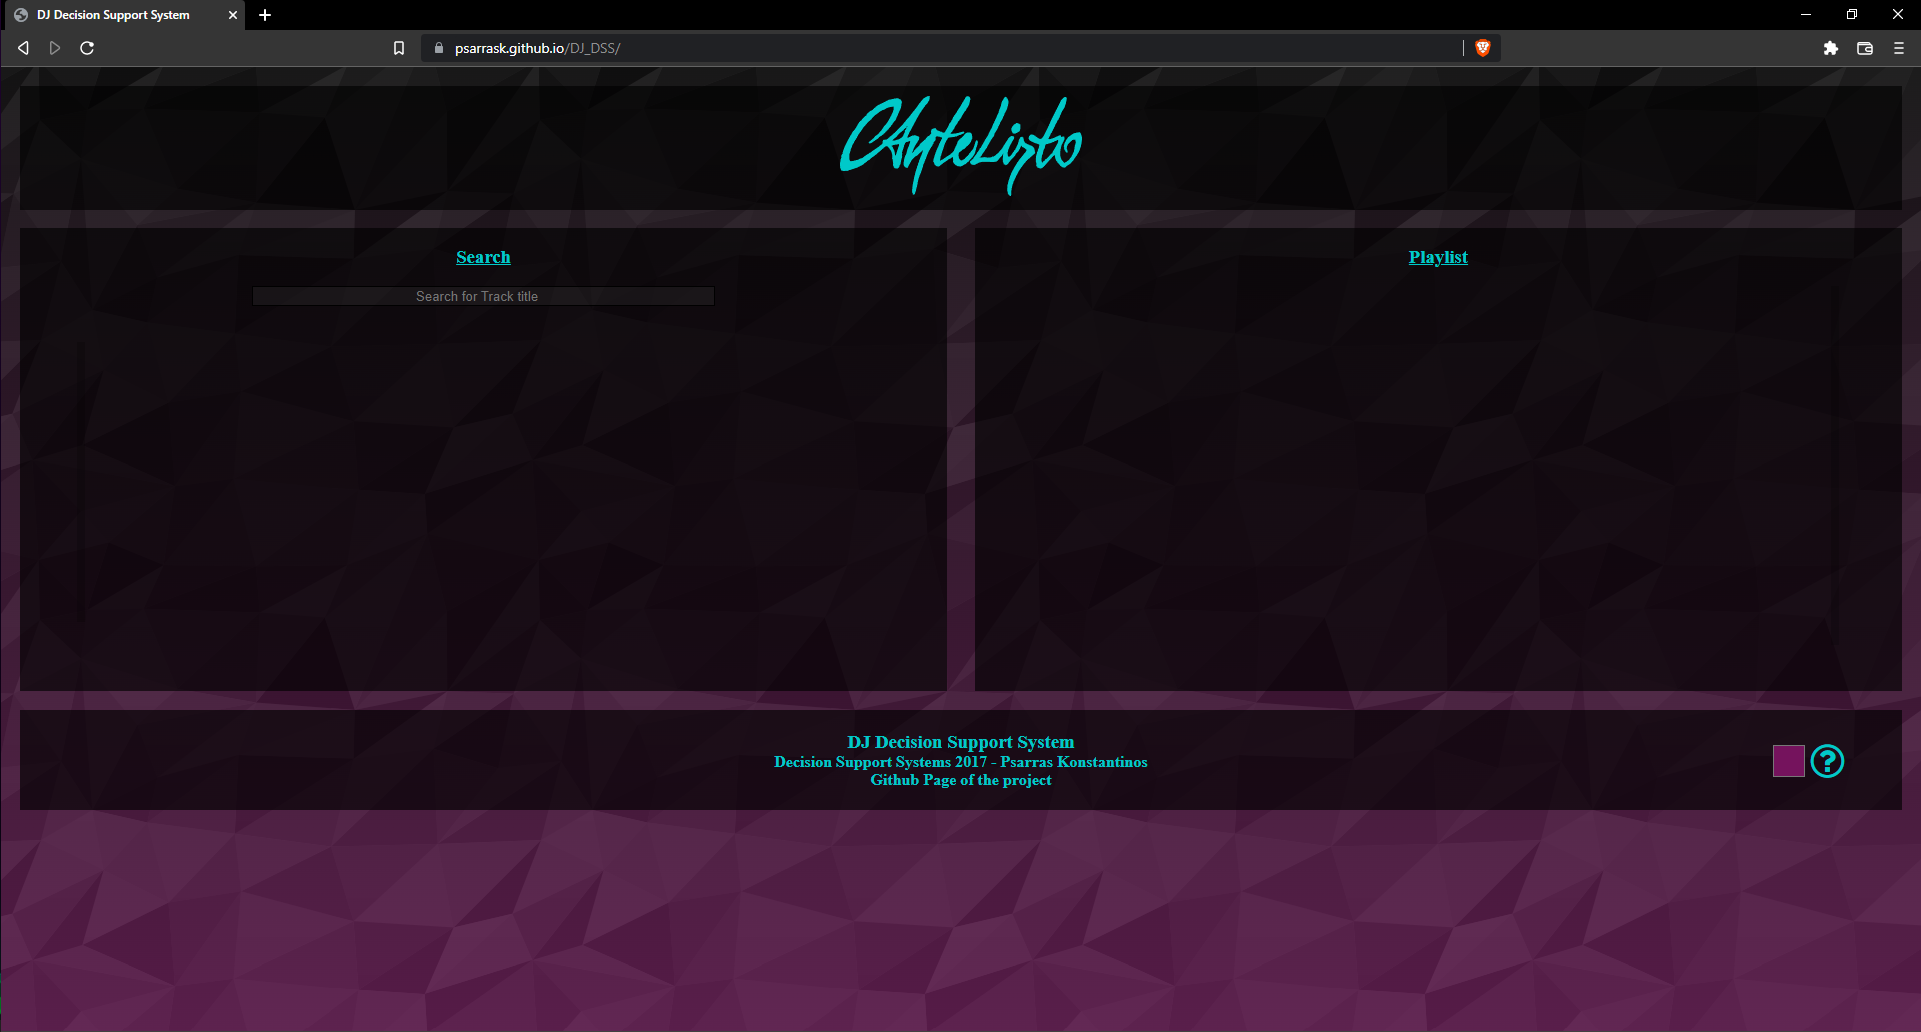 DJ Decision Support System
psarrask.github.io/DJ_DSS/
AnteListo
Search
Search for Track title
Playlist
DJ Decision Support System
Decision Support Systems 2017 - Psarras Konstantinos
Github Page of the project